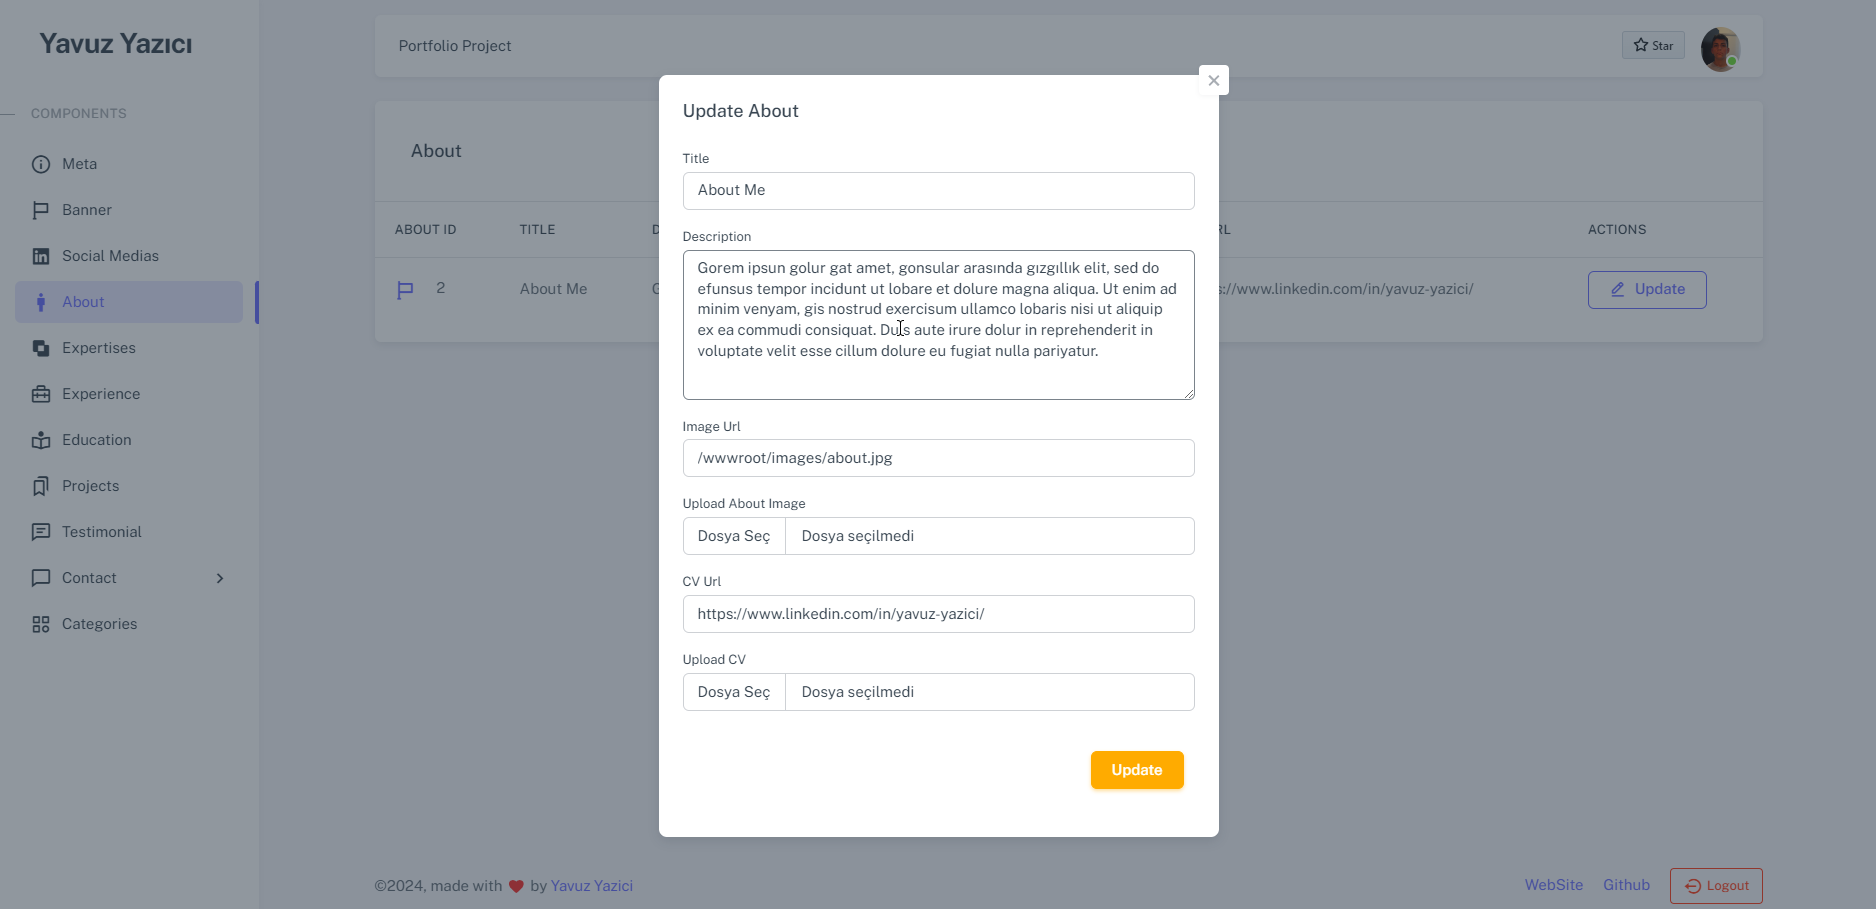 Yavuz Yazıcı
COMPONENTS
Meta
Banner
Social Medias
About
Expertises
Experience
Education
Projects
Testimonial
Contact
Categories
Portfolio Project
Star
About
ABOUT ID
TITLE
ACTIONS
2
About Me
://www.linkedin.com/in/yavuz-yazici/
Update
Update About
Title
About Me
Description
Gorem ipsun golur gat amet, gonsular arasında gızgıllık elit, sed do
efunsus tempor incidunt ut lobare et dolure magna aliqua. Ut enim ad
minim venyam, gis nostrud exercisum ullamco lobaris nisi ut aliquip
ex ea commudi consiquat. Duis aute irure dolur in reprehenderit in
voluptate velit esse cillum dolure eu fugiat nulla pariyatur.
Image Url
/wwwroot/images/about.jpg
Upload About Image
Dosya Seç Dosya seçilmedi
CV Url
https://www.linkedin.com/in/yavuz-yazici/
Upload CV
Dosya Seç Dosya seçilmedi
Update
©2024, made with ❤ by Yavuz Yazici
WebSite
Github
Logout